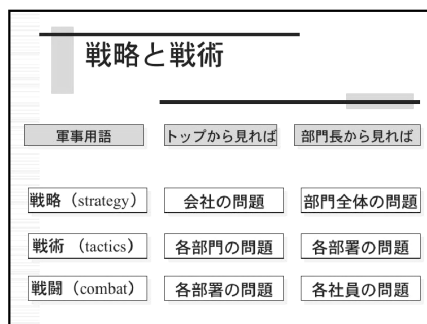 戦略と戦術
軍事用語 トップから見れば 部門長から見れば
戦略（strategy） 会社の問題 部門全体の問題
戦術 （tactics） 各部門の問題 各部署の問題
戦闘（combat） 各部署の問題 各社員の問題